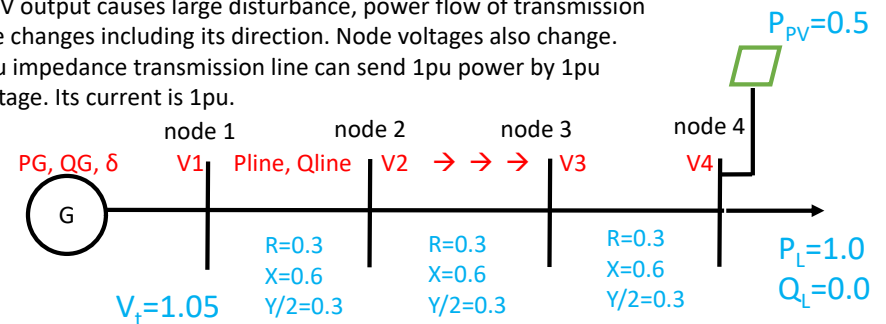 V output causes large disturbance, power flow of transmission
e changes including its direction. Node voltages also change.
u impedance transmission line can send 1pu power by 1pu
tage. Its current is 1pu.
P_PV=0.5
node 1 node 2 node 3 node 4
PG, QG, δ V1 Pline, Qline V2 → → → V3 V4
G
R=0.3 R=0.3 R=0.3
X=0.6 X=0.6 X=0.6
Y/2=0.3 Y/2=0.3 Y/2=0.3
V_t=1.05
P_L=1.0
Q_L=0.0